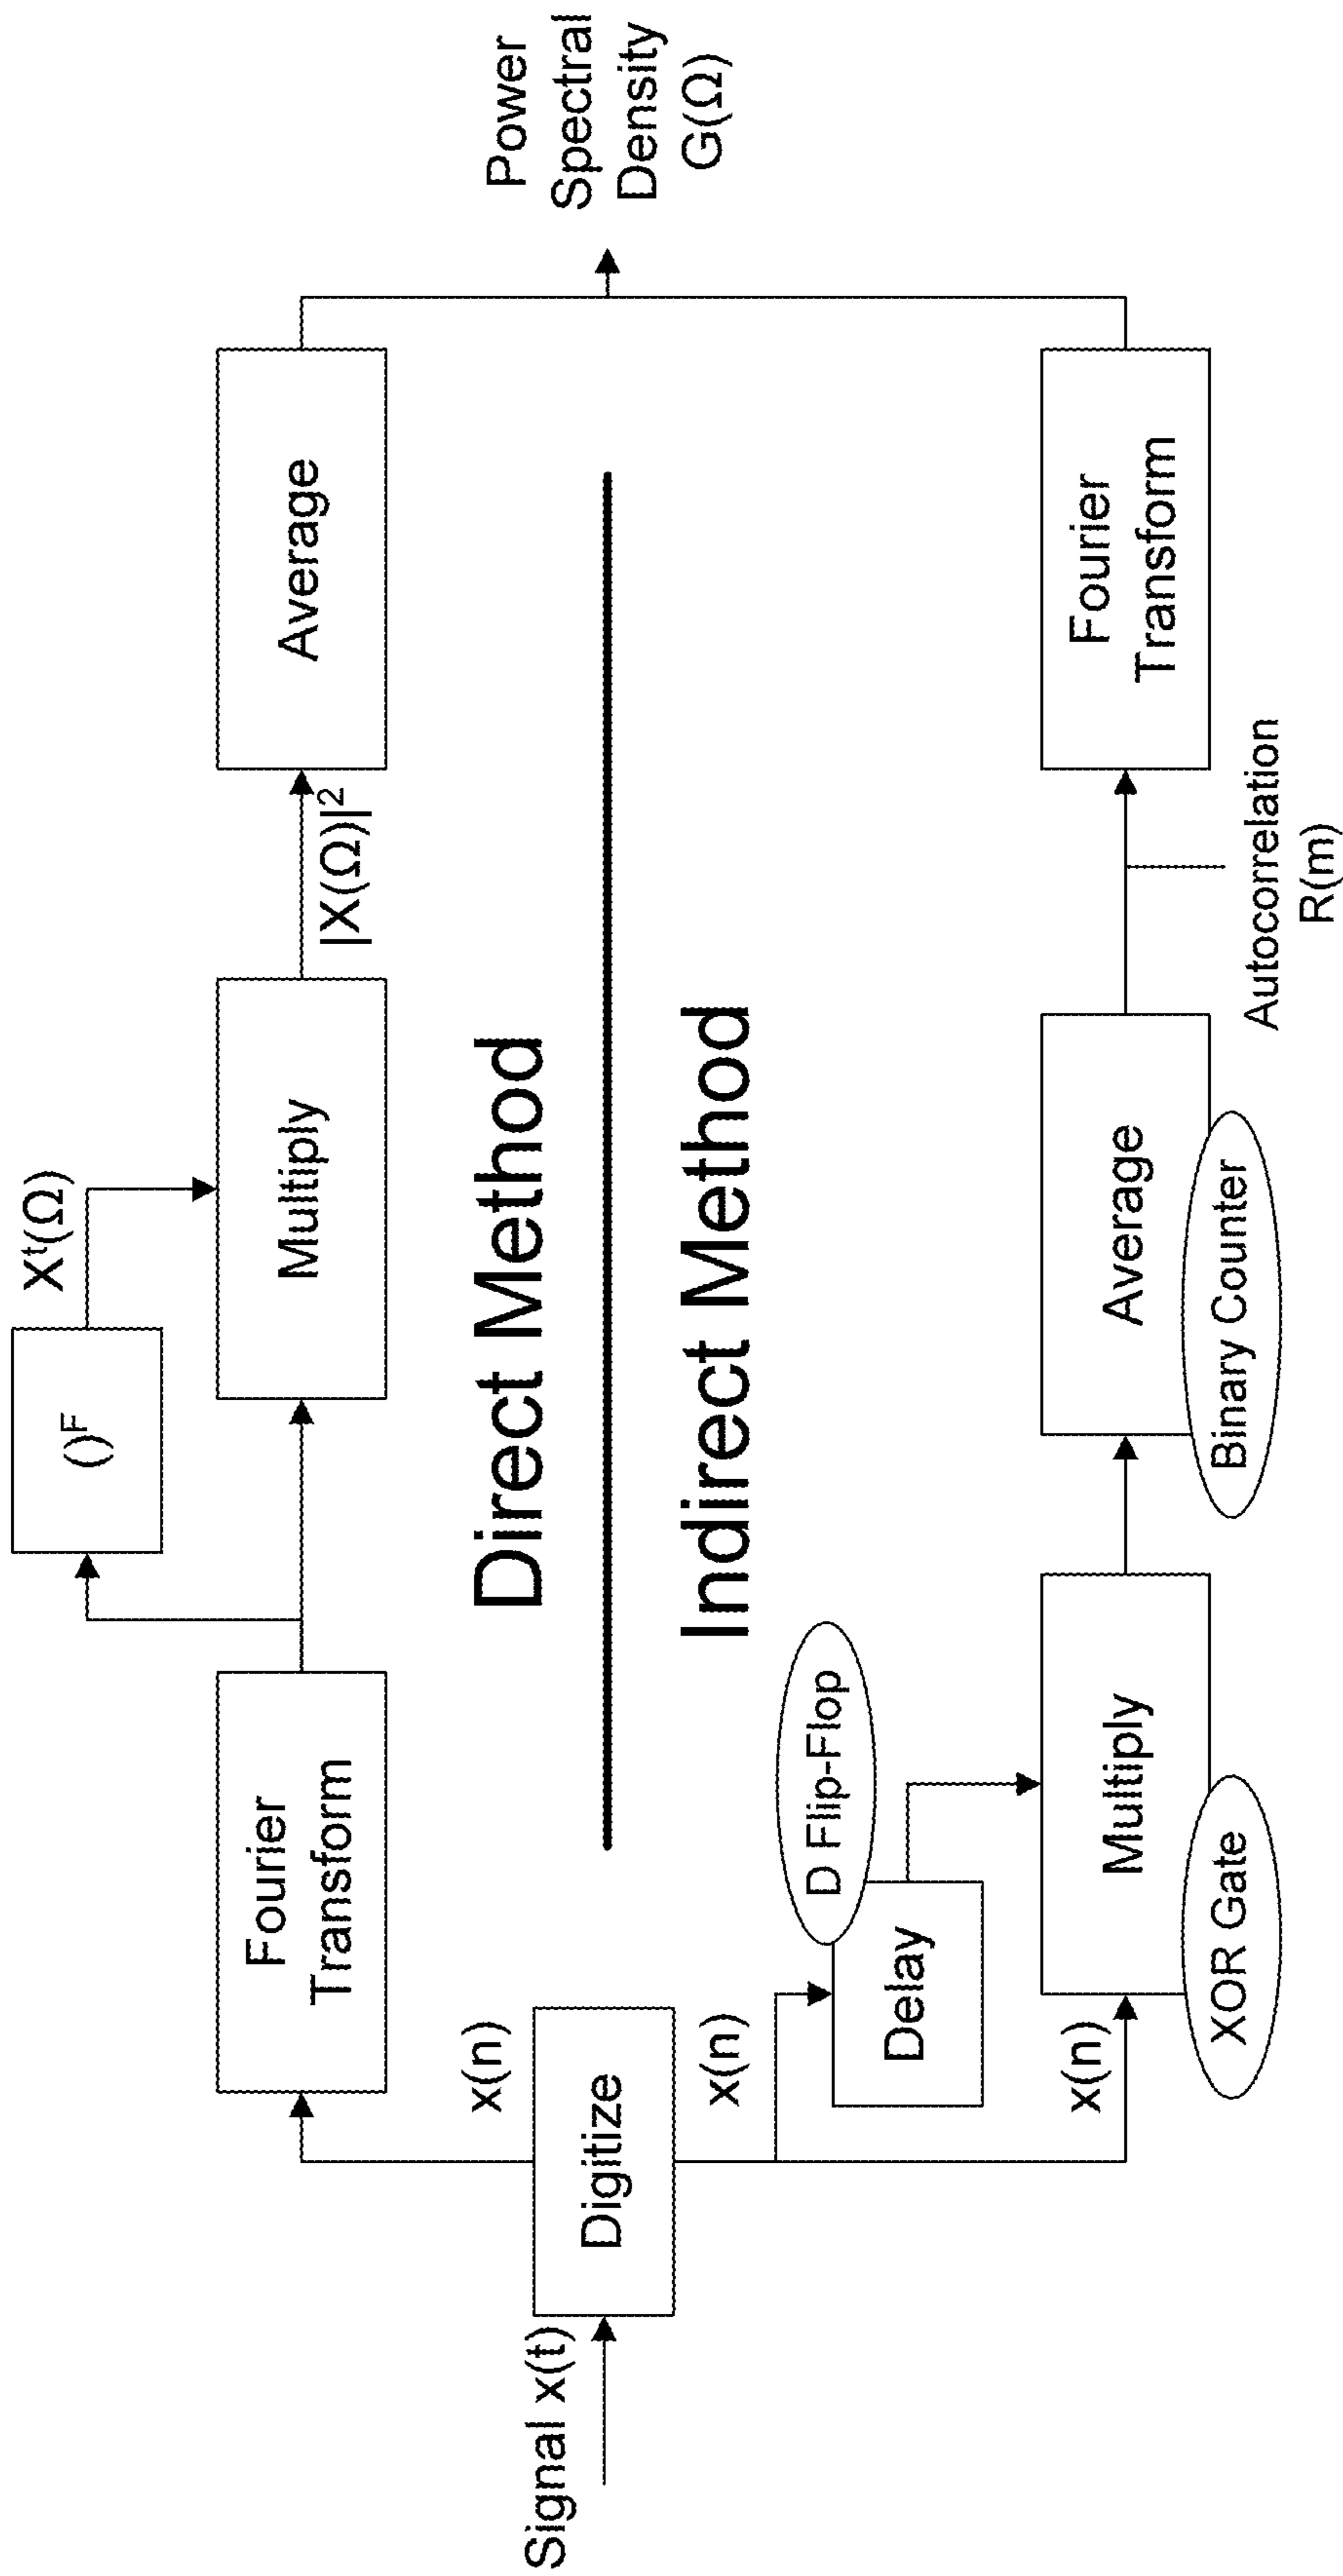 Signal x(t)
Digitize
x(n)
x(n)
Fourier
Transform
()ᶠ
Xᵗ(Ω)
Multiply
|X(Ω)|²
Average
Direct Method
Indirect Method
Power
Spectral
Density
G(Ω)
Delay
D Flip-Flop
x(n)
Multiply
XOR Gate
Average
Binary Counter
Autocorrelation
R(m)
Fourier
Transform